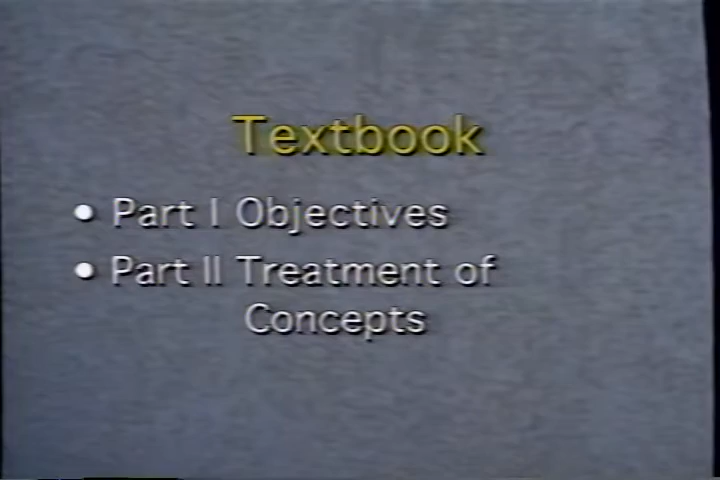 Textbook
• Part I Objectives
• Part II Treatment of
Concepts